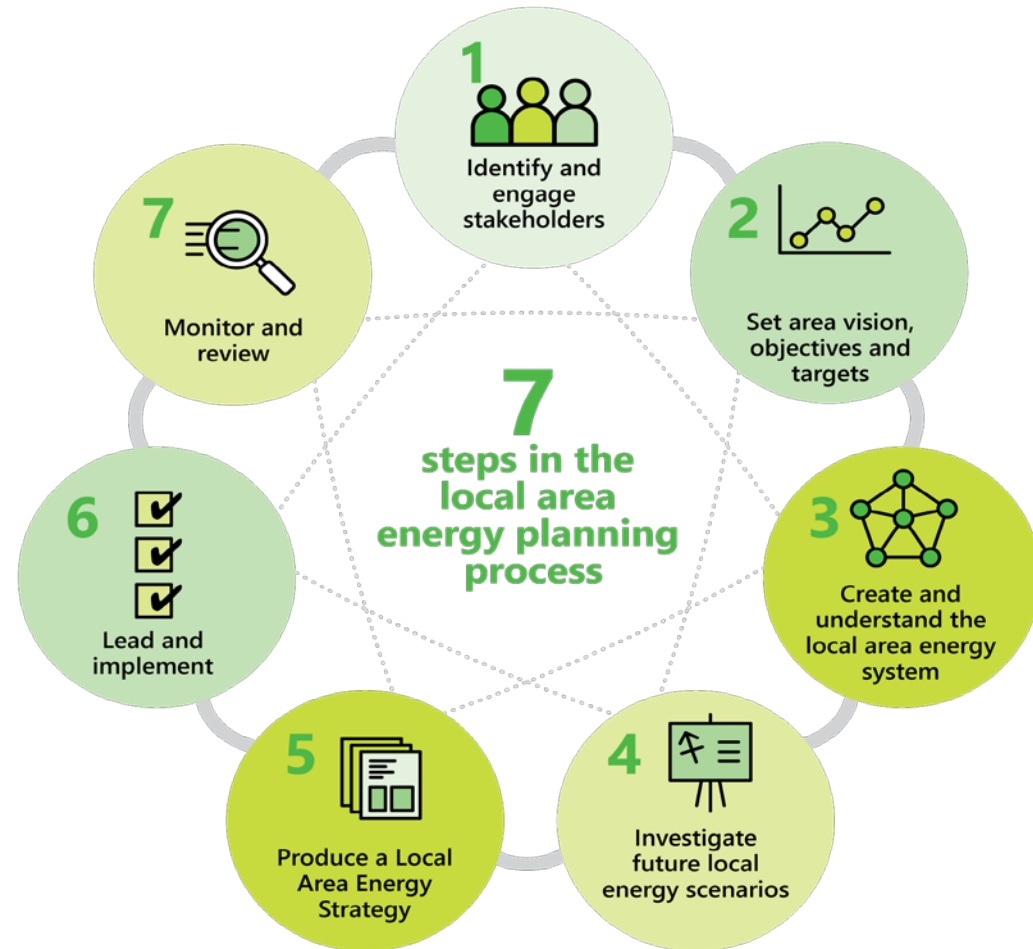 1
Identify and
engage
stakeholders
2
Set area vision,
objectives and
targets
3
Create and
understand the
local area energy
system
4
Investigate
future local
energy scenarios
5
Produce a Local
Area Energy
Strategy
6
Lead and
implement
7
Monitor and
review
7
steps in the
local area
energy planning
process